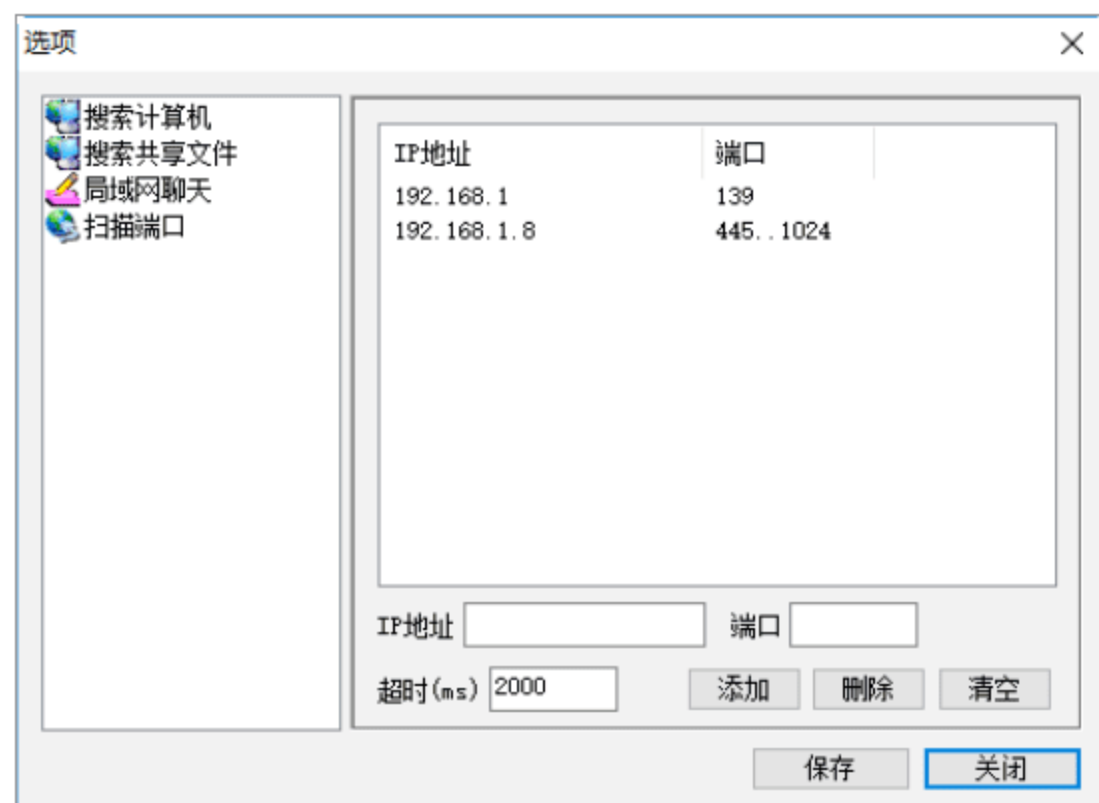 选项
搜索计算机
搜索共享文件
局域网聊天
扫描端口
IP地址 端口
192.168.1 139
192.168.1.8 445..1024
IP地址 端口
超时(ms) 2000 添加 删除 清空
保存 关闭